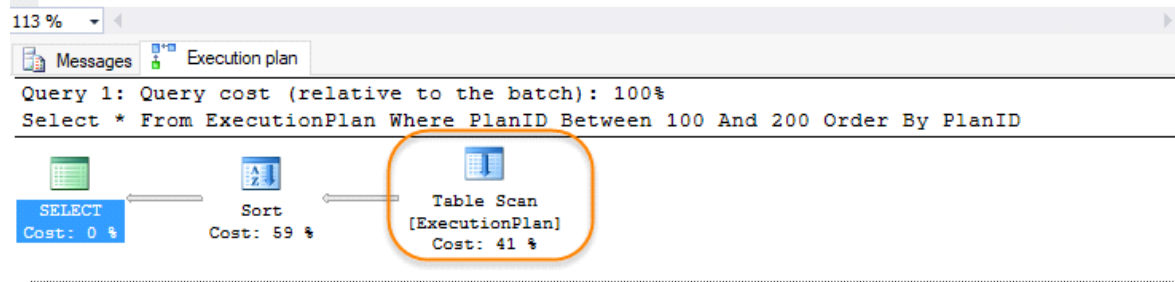 113 %
Messages Execution plan
Query 1: Query cost (relative to the batch): 100%
Select * From ExecutionPlan Where PlanID Between 100 And 200 Order By PlanID
SELECT
Cost: 0 %
Sort
Cost: 59 %
Table Scan
[ExecutionPlan]
Cost: 41 %